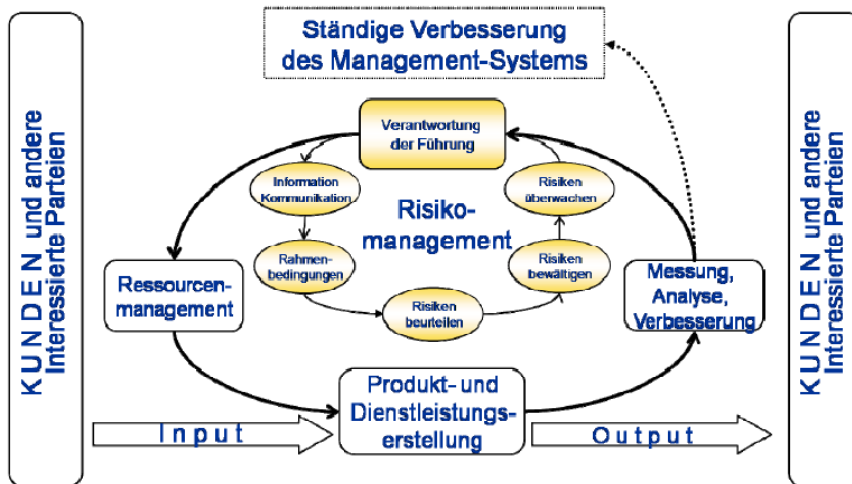 KUNDEN und andere
Interessierte Parteien
Ständige Verbesserung
des Management-Systems
Verantwortung
der Führung
Information
Kommunikation
Rahmen-
bedingungen
Risiken
beurteilen
Risiken
bewältigen
Risiken
überwachen
Risiko-
management
Ressourcen-
management
Messung,
Analyse,
Verbesserung
Produkt- und
Dienstleistungs-
erstellung
Input
Output
KUNDEN und andere
Interessierte Parteien